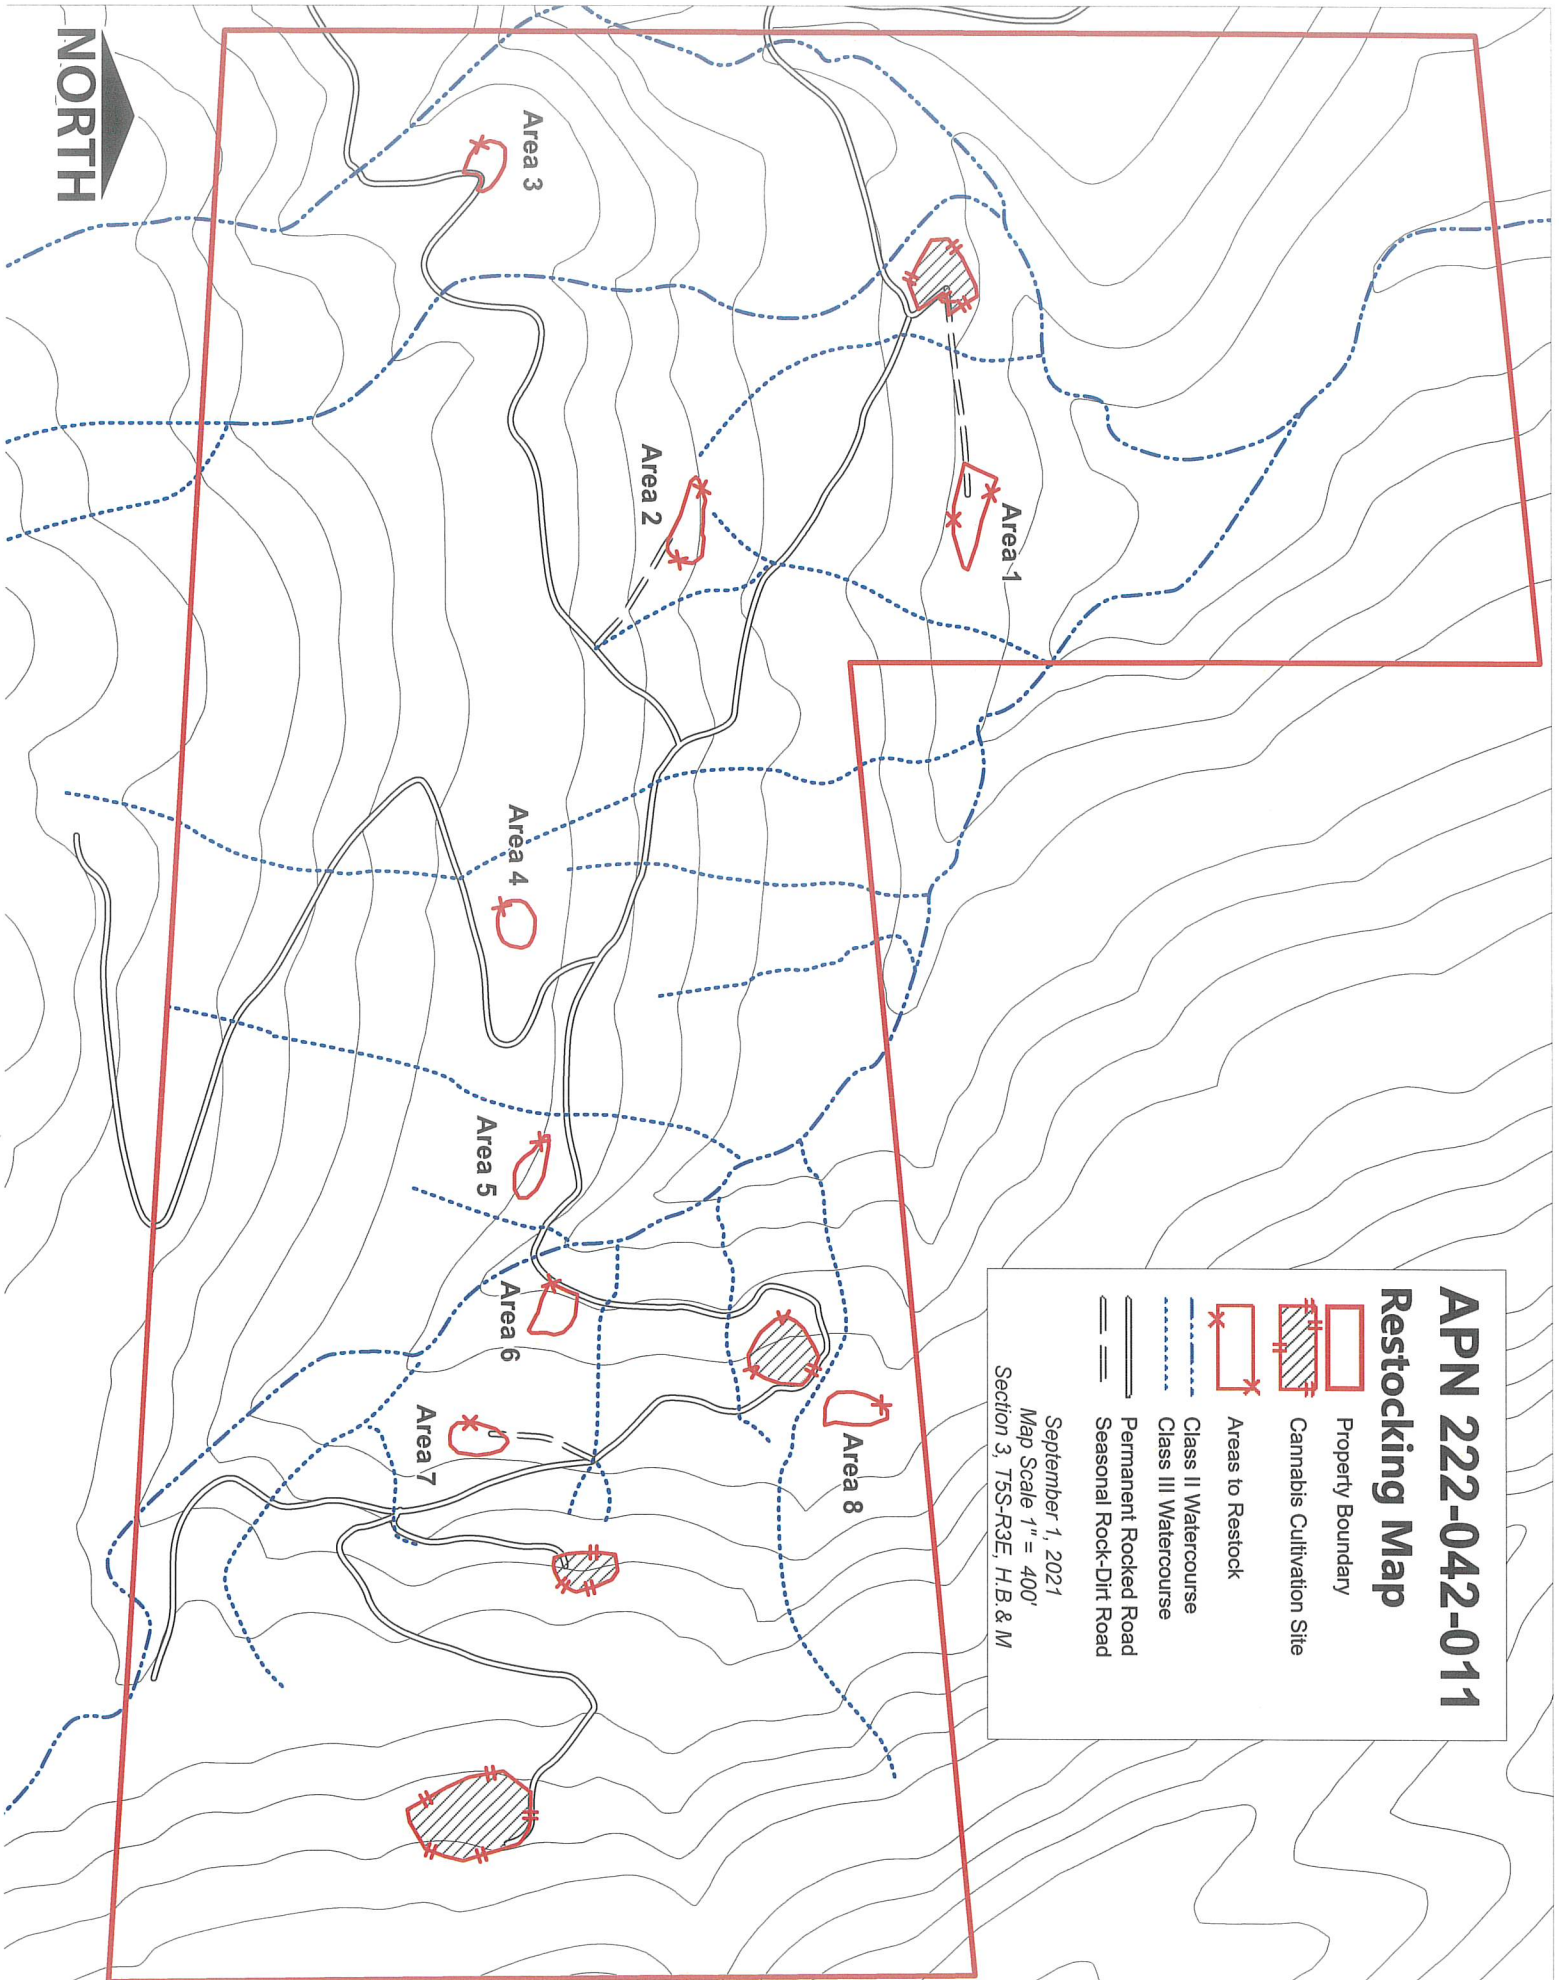 APN 222-042-011
Restocking Map
Property Boundary
Cannabis Cultivation Site
Areas to Restock
Class II Watercourse
Class III Watercourse
Permanent Rocked Road
Seasonal Rock-Dirt Road
September 1, 2021
Map Scale 1" = 400'
Section 3, T5S-R3E, H.B.& M
Area 1
Area 2
Area 3
Area 4
Area 5
Area 6
Area 7
Area 8
NORTH